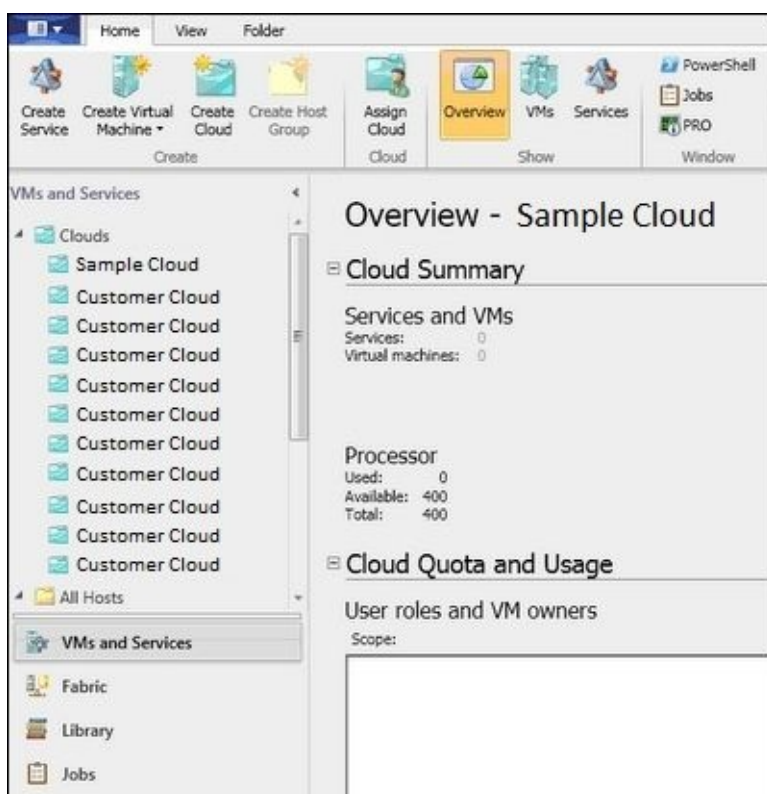 Home View Folder
Create Service
Create Virtual Machine
Create Cloud
Create Host Group
Assign Cloud
Overview
VMs
Services
PowerShell
Jobs
PRO
Create
Cloud
Show
Window
VMs and Services
Clouds
Sample Cloud
Customer Cloud
Customer Cloud
Customer Cloud
Customer Cloud
Customer Cloud
Customer Cloud
Customer Cloud
Customer Cloud
Customer Cloud
Customer Cloud
All Hosts
VMs and Services
Fabric
Library
Jobs
Overview - Sample Cloud
Cloud Summary
Services and VMs
Services: 0
Virtual machines: 0
Processor
Used: 0
Available: 400
Total: 400
Cloud Quota and Usage
User roles and VM owners
Scope: